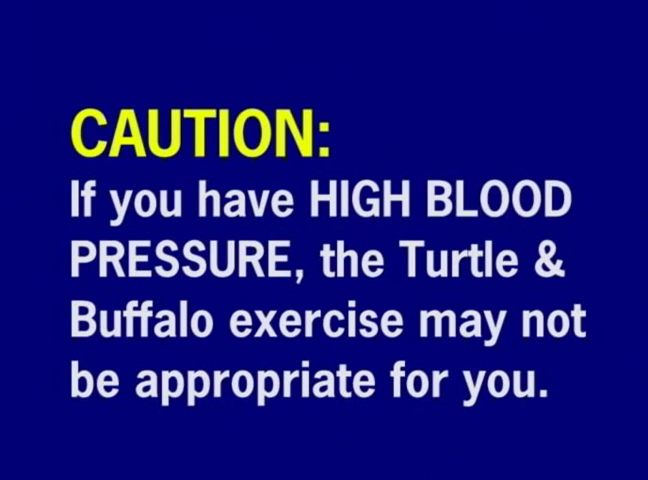 CAUTION:
If you have HIGH BLOOD
PRESSURE, the Turtle &
Buffalo exercise may not
be appropriate for you.